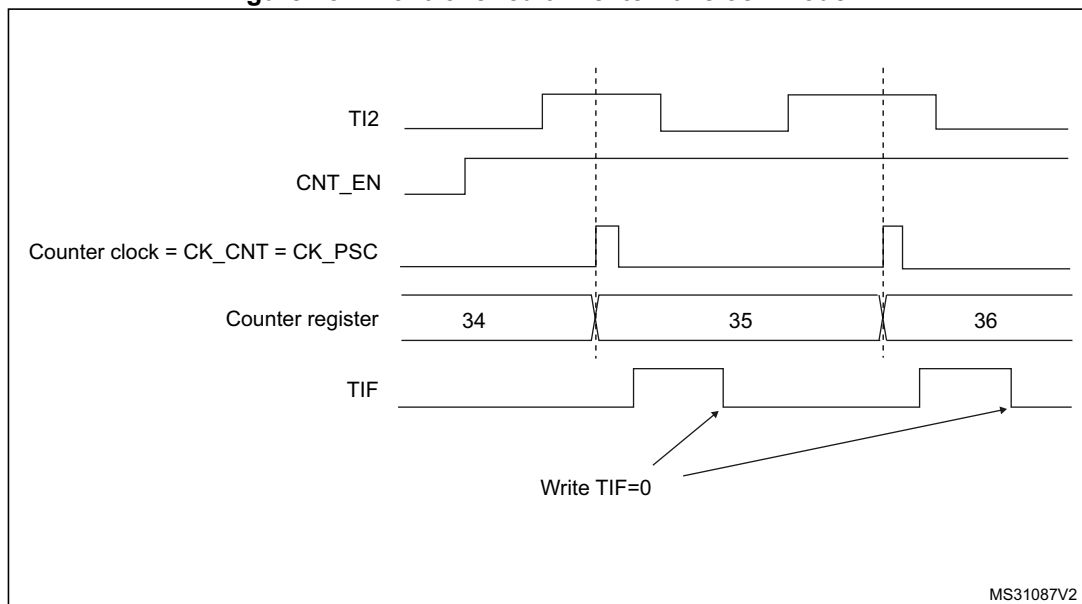 TI2
CNT_EN
Counter clock = CK_CNT = CK_PSC
Counter register
34
35
36
TIF
Write TIF=0
MS31087V2